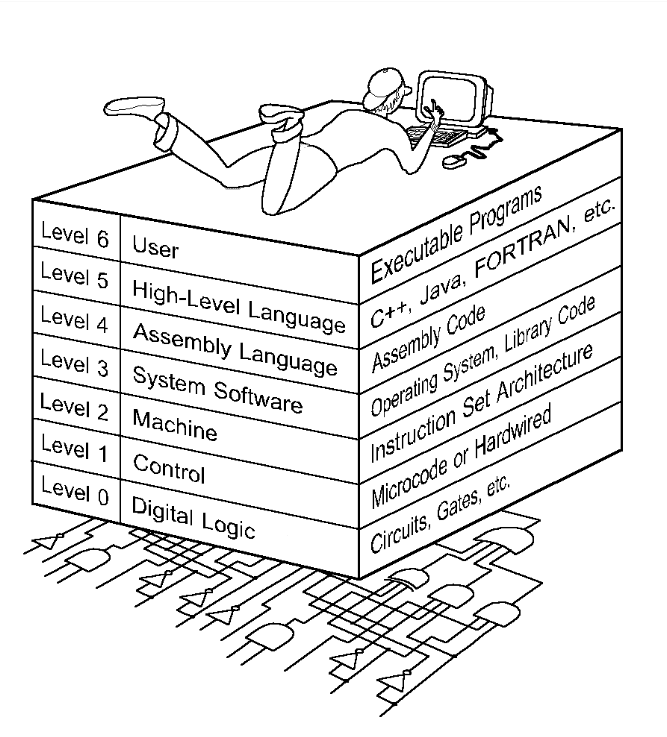 Level 6 User Executable Programs
Level 5 High-Level Language C++, Java, FORTRAN, etc.
Level 4 Assembly Language Assembly Code
Level 3 System Software Operating System, Library Code
Level 2 Machine Instruction Set Architecture
Level 1 Control Microcode or Hardwired
Level 0 Digital Logic Circuits, Gates, etc.